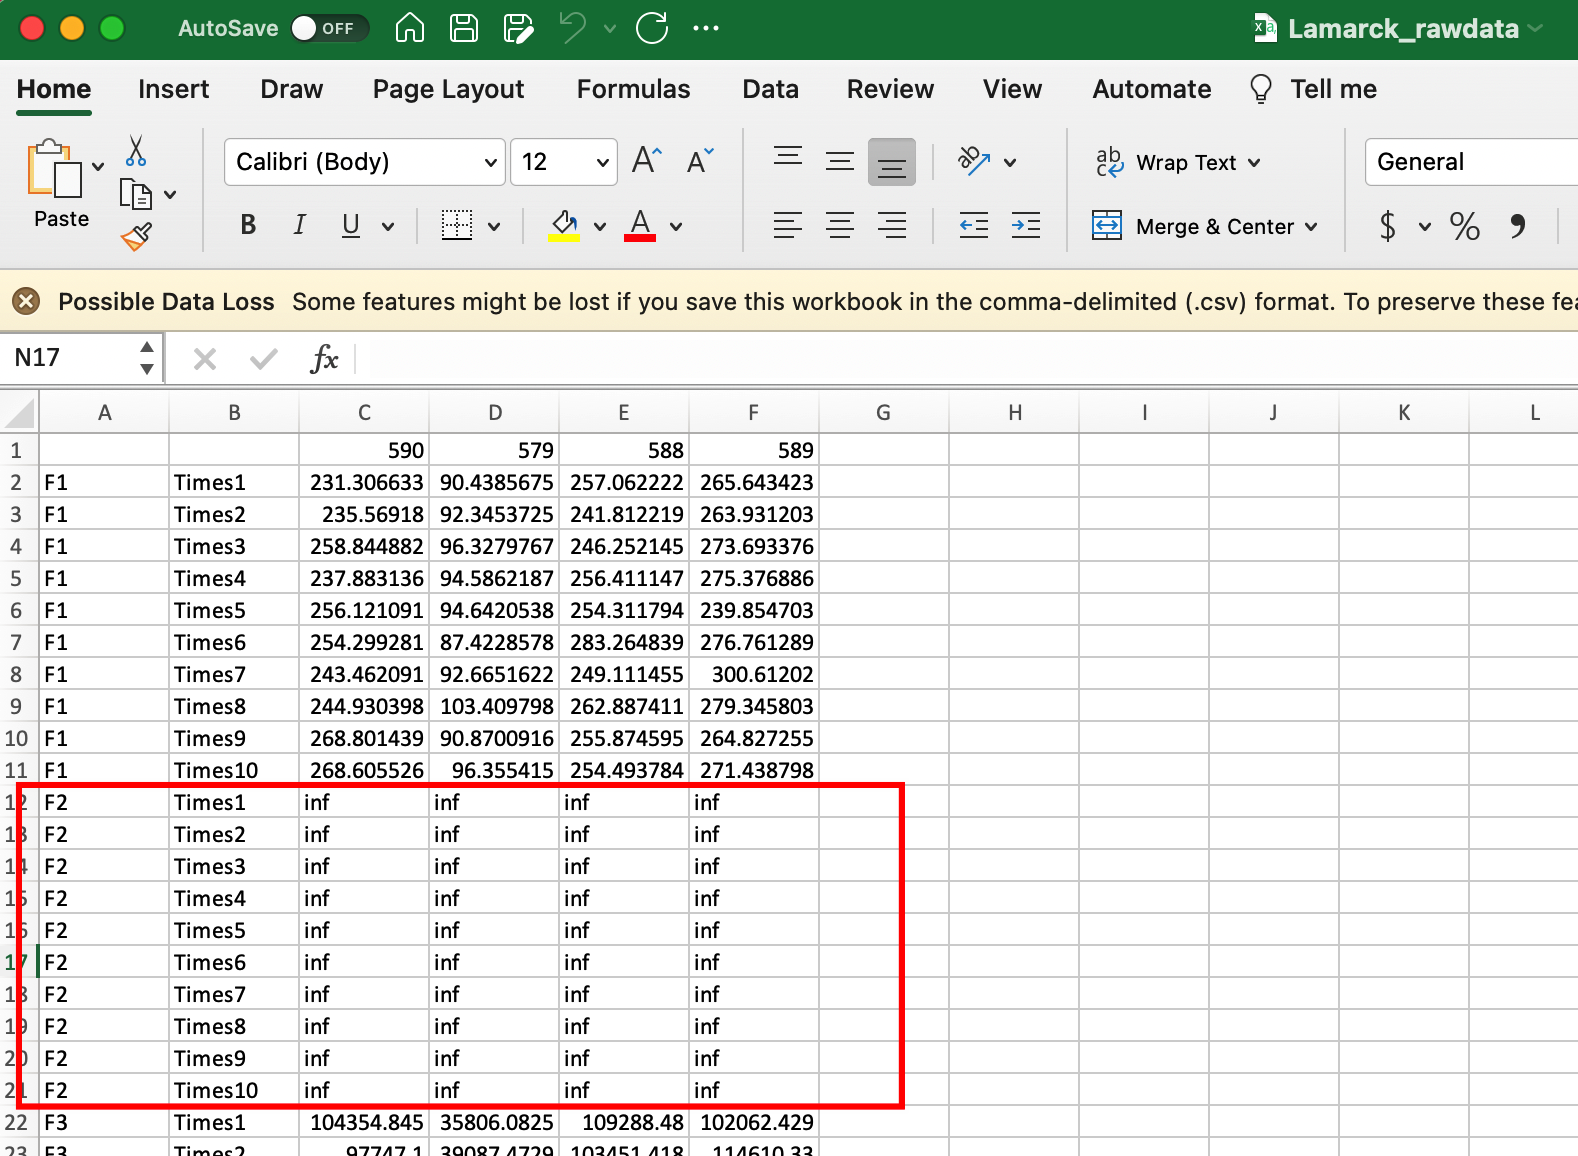 AutoSave OFF Lamarck_rawdata
Home Insert Draw Page Layout Formulas Data Review View Automate Tell me
Calibri (Body) 12 Wrap Text General
Paste B I U A Merge & Center $ %
Possible Data Loss Some features might be lost if you save this workbook in the comma-delimited (.csv) format. To preserve these fea
N17 fx
A B C D E F G H I J K L
1 590 579 588 589
2 F1 Times1 231.306633 90.4385675 257.062222 265.643423
3 F1 Times2 235.56918 92.3453725 241.812219 263.931203
4 F1 Times3 258.844882 96.3279767 246.252145 273.693376
5 F1 Times4 237.883136 94.5862187 256.411147 275.376886
6 F1 Times5 256.121091 94.6420538 254.311794 239.854703
7 F1 Times6 254.299281 87.4228578 283.264839 276.761289
8 F1 Times7 243.462091 92.6651622 249.111455 300.61202
9 F1 Times8 244.930398 103.409798 262.887411 279.345803
10 F1 Times9 268.801439 90.8700916 255.874595 264.827255
11 F1 Times10 268.605526 96.355415 254.493784 271.438798
12 F2 Times1 inf inf inf inf
13 F2 Times2 inf inf inf inf
14 F2 Times3 inf inf inf inf
15 F2 Times4 inf inf inf inf
16 F2 Times5 inf inf inf inf
17 F2 Times6 inf inf inf inf
18 F2 Times7 inf inf inf inf
19 F2 Times8 inf inf inf inf
20 F2 Times9 inf inf inf inf
21 F2 Times10 inf inf inf inf
22 F3 Times1 104354.845 35806.0825 109288.48 102062.429
23 F3 Times2 97747.1 39087.4729 103451.418 114610.33